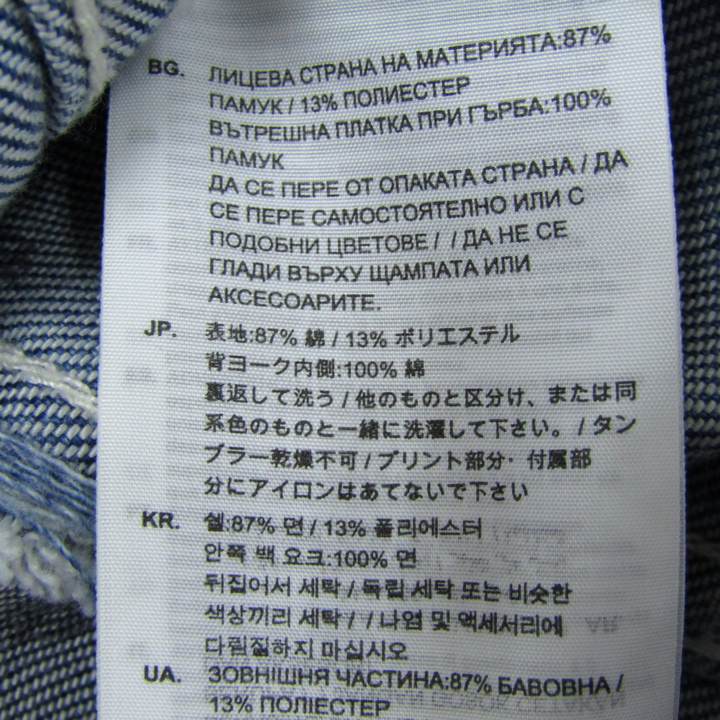 BG. ЛИЦЕВА СТРАНА НА МАТЕРИЯТА:87%
ПАМУК / 13% ПОЛИЕСТЕР
ВЪТРЕШНА ПЛАТКА ПРИ ГЪРБА:100%
ПАМУК
ДА СЕ ПЕРЕ ОТ ОПАКАТА СТРАНА / ДА
СЕ ПЕРЕ САМОСТОЯТЕЛНО ИЛИ С
ПОДОБНИ ЦВЕТОВЕ / / ДА НЕ СЕ
ГЛАДИ ВЪРХУ ЩАМПАТА ИЛИ
АКСЕСОАРИТЕ.
JP. 表地:87% 綿 / 13% ポリエステル
背ヨーク内側:100% 綿
裏返して洗う / 他のものと区分け、または同
系色のものと一緒に洗濯して下さい。 / タン
ブラー乾燥不可 / プリント部分・付属部
分にアイロンはあてないで下さい
KR. 쉘:87% 면 / 13% 폴리에스터
안쪽 백 요크:100% 면
뒤집어서 세탁 / 독립 세탁 또는 비슷한
색상끼리 세탁 / / 나염 및 액세서리에
다림질하지 마십시오
UA. ЗОВНІШНЯ ЧАСТИНА:87% БАВОВНА /
13% ПОЛІЕСТЕР